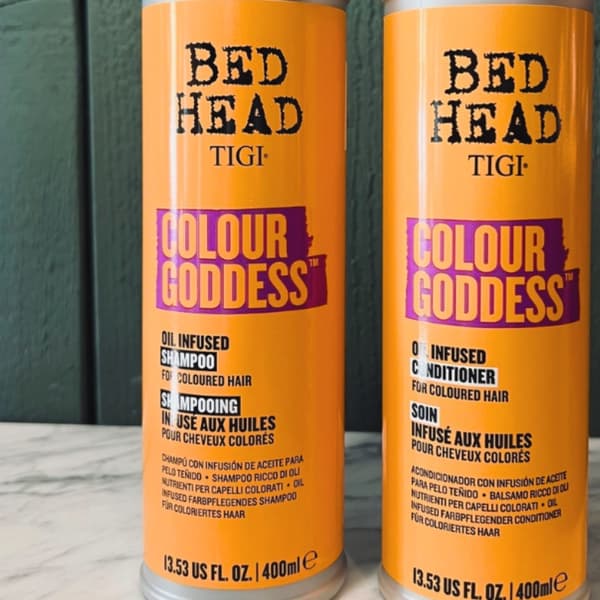 BED
HEAD
TIGI®
COLOUR
GODDESS™
OIL INFUSED
SHAMPOO
FOR COLOURED HAIR
SHAMPOOING
INFUSÉ AUX HUILES
POUR CHEVEUX COLORÉS
CHAMPÚ CON INFUSIÓN DE ACEITE PARA
PELO TEÑIDO • SHAMPOO RICCO DI OLI
NUTRIENTI PER CAPELLI COLORATI • OIL
INFUSED FARBPFLEGENDES SHAMPOO
FÜR COLORIERTES HAAR
13.53 US FL. OZ. | 400ml ℮
BED
HEAD
TIGI®
COLOUR
GODDESS™
OIL INFUSED
CONDITIONER
FOR COLOURED HAIR
SOIN
INFUSÉ AUX HUILES
POUR CHEVEUX COLORÉS
ACONDICIONADOR CON INFUSIÓN DE ACEITE
PARA PELO TEÑIDO • BALSAMO RICCO DI OLI
NUTRIENTI PER CAPELLI COLORATI • OIL
INFUSED FARBPFLEGENDER CONDITIONER
FÜR COLORIERTES HAAR
13.53 US FL. OZ. | 400ml ℮